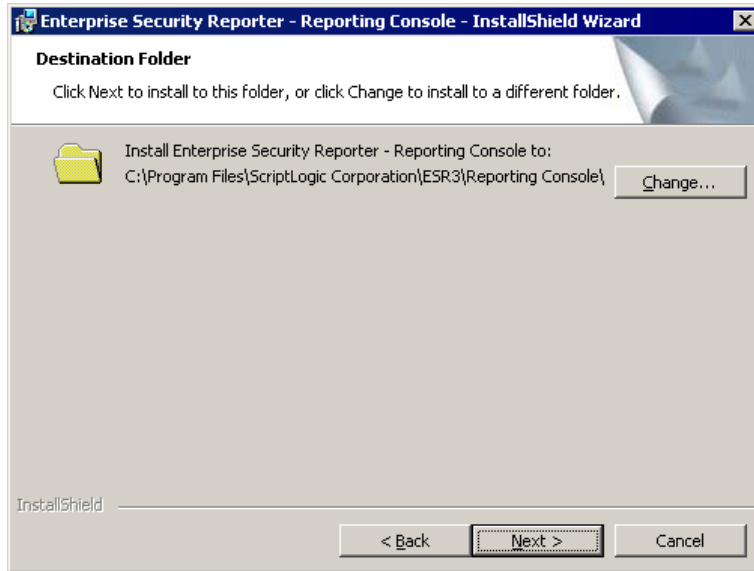 Enterprise Security Reporter - Reporting Console - InstallShield Wizard
Destination Folder
Click Next to install to this folder, or click Change to install to a different folder.
Install Enterprise Security Reporter - Reporting Console to:
C:\Program Files\ScriptLogic Corporation\ESR3\Reporting Console\
Change...
InstallShield
< Back
Next >
Cancel